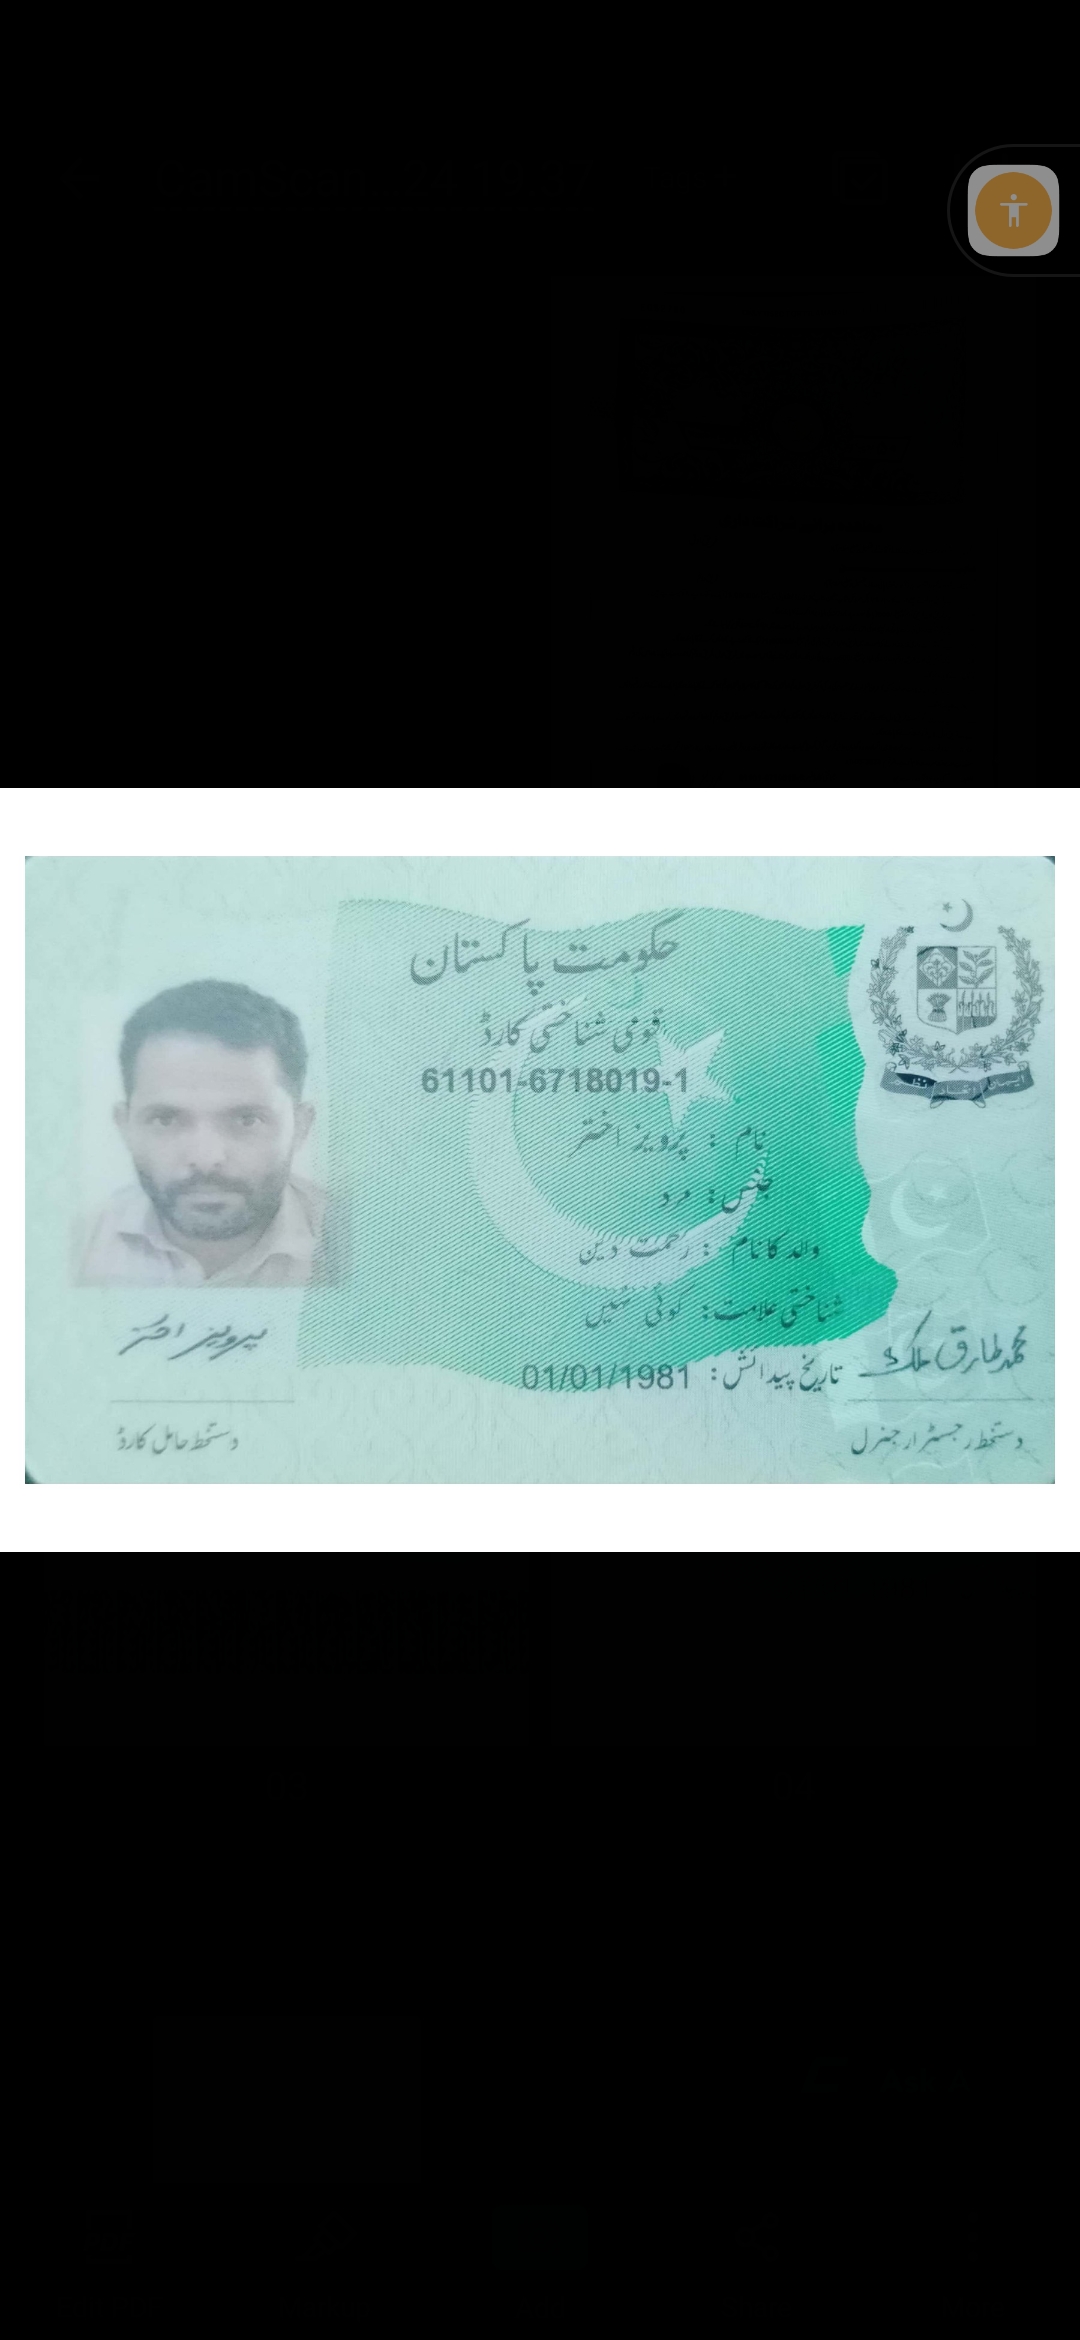 حکومت پاکستان
قومی شناختی کارڈ
61101-6718019-1
نام : پرویز اختر
جنس : مرد
والد کا نام : رحمت دین
شناختی علامت : کوئی نہیں
تاریخ پیدائش : 01/01/1981
پرویز اختر
محمد طارق ملک
دستخط حامل کارڈ
دستخط رجسٹرار جنرل